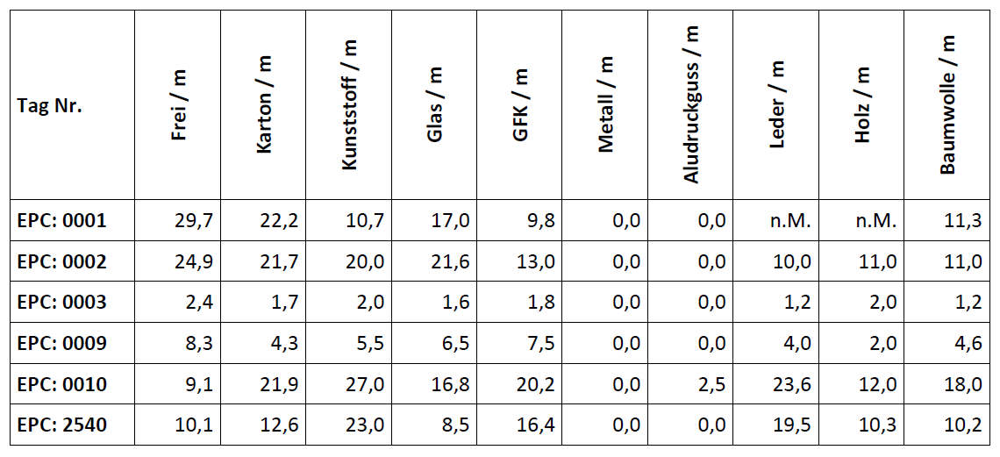 Tag Nr. Frei / m Karton / m Kunststoff / m Glas / m GFK / m Metall / m Aludruckguss / m Leder / m Holz / m Baumwolle / m
EPC: 0001 29,7 22,2 10,7 17,0 9,8 0,0 0,0 n.M. n.M. 11,3
EPC: 0002 24,9 21,7 20,0 21,6 13,0 0,0 0,0 10,0 11,0 11,0
EPC: 0003 2,4 1,7 2,0 1,6 1,8 0,0 0,0 1,2 2,0 1,2
EPC: 0009 8,3 4,3 5,5 6,5 7,5 0,0 0,0 4,0 2,0 4,6
EPC: 0010 9,1 21,9 27,0 16,8 20,2 0,0 2,5 23,6 12,0 18,0
EPC: 2540 10,1 12,6 23,0 8,5 16,4 0,0 0,0 19,5 10,3 10,2